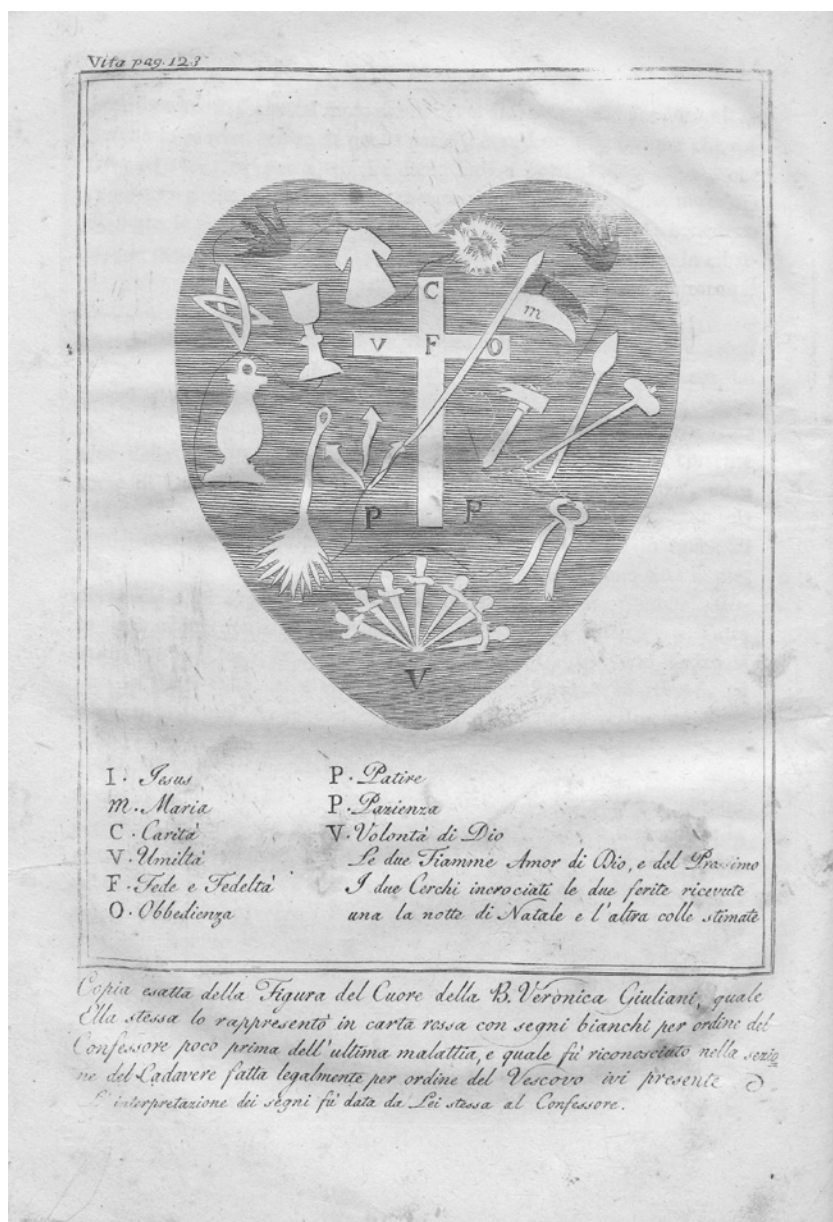 Vita pag. 123
C
V F O
I
m
P P
V
I · Jesus
m · Maria
C · Carità
V · Umiltà
F · Fede e Fedeltà
O · Obbedienza
P · Patire
P · Pazienza
V · Volontà di Dio
Le due Fiamme Amor di Dio, e del Prossimo
I due Cerchi incrociati le due ferite ricevute
una la notte di Natale e l'altra colle stimate
Copia esatta della Figura del Cuore della B. Veronica Giuliani, quale
Ella stessa lo rappresentò in carta rossa con segni bianchi per ordine del
Confessore poco prima dell'ultima malattia, e quale fù riconosciuto nella sezio
ne del Cadavere fatta legalmente per ordine del Vescovo ivi presente
L'interpretazione dei segni fù data da Lei stessa al Confessore.